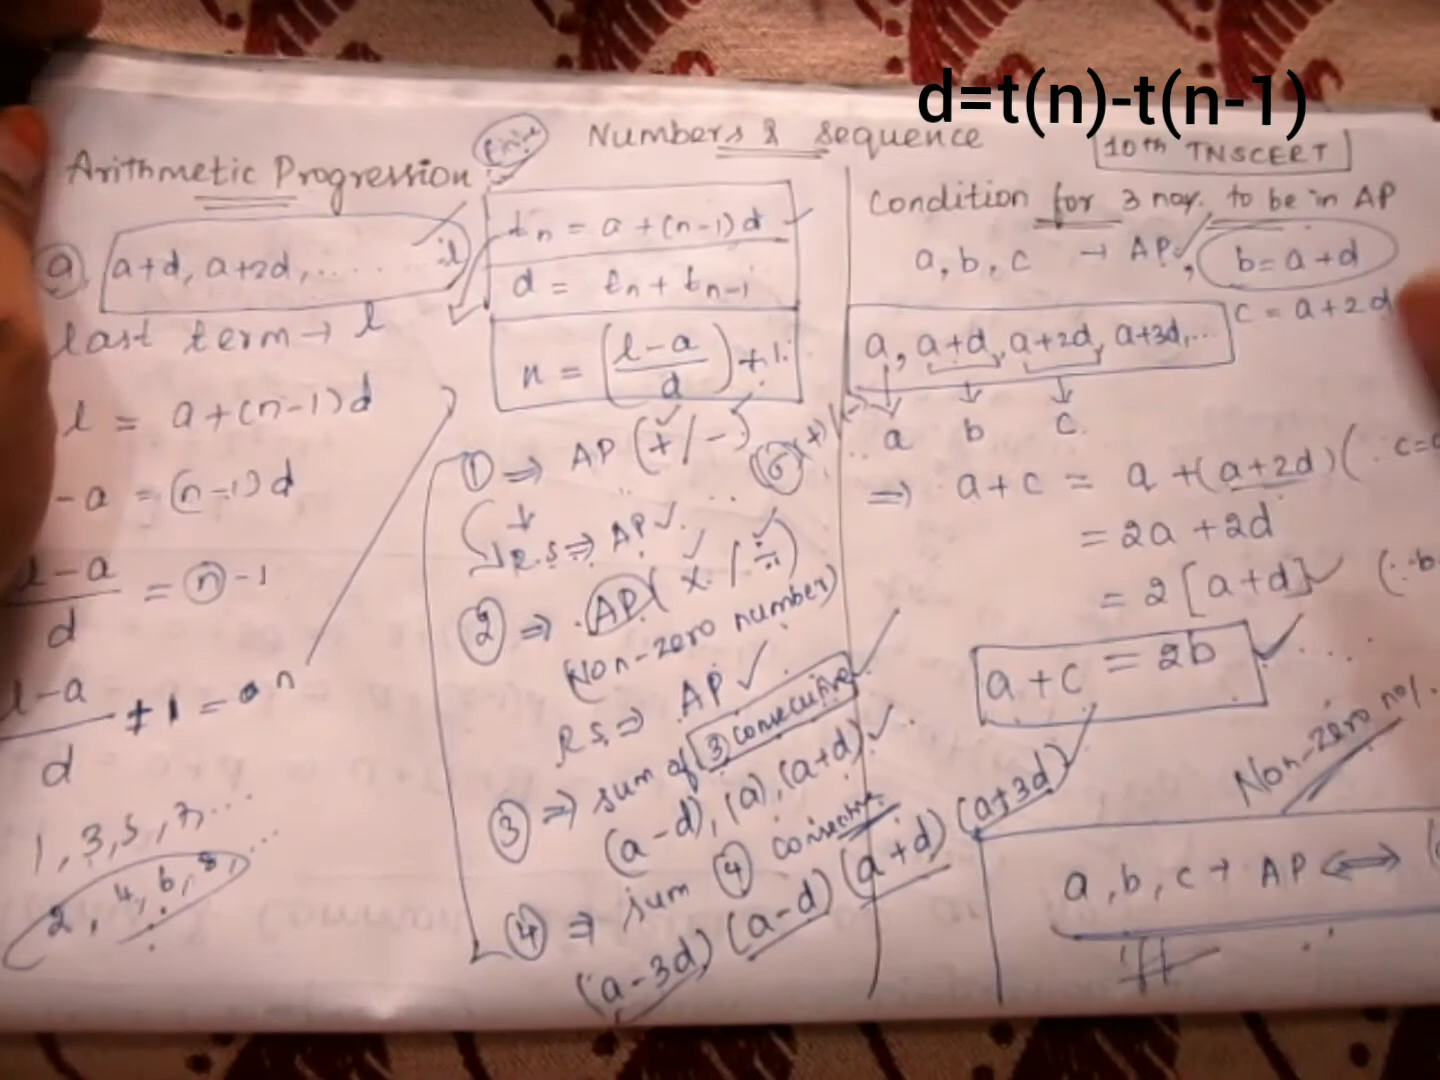 d=t(n)-t(n-1)
Numbers & sequence
10th TNSCERT
Arithmetic Progression
a, a+d, a+2d, ..... l
last term → l
l = a+(n-1)d
-a = (n-1)d
l-a/d = n-1
l-a/d + 1 = n
1, 3, 5, 7, ...
2, 4, 6, 8, ...
tn = a+(n-1)d
d = tn + tn-1
n = (l-a/d) + 1
① ⇒ AP (+/-)
R.S ⇒ AP ✓
② ⇒ AP (x / ÷)
(Non-zero number)
R.S ⇒ AP ✓
③ ⇒ sum of 3 consecutive
(a-d), (a), (a+d) ✓
④ ⇒ sum ④ consecutive
(a-3d) (a-d) (a+d) (a+3d)
Condition for 3 nos. to be in AP
a, b, c → AP ✓, b = a+d
c = a+2d
a, a+d, a+2d, a+3d, ...
a b c
⇒ a+c = a+(a+2d) (
= 2a+2d
= 2[a+d] ✓ (∵ b
a+c = 2b ✓ ....
Non-zero no/.
a, b, c → AP ⟺
iff